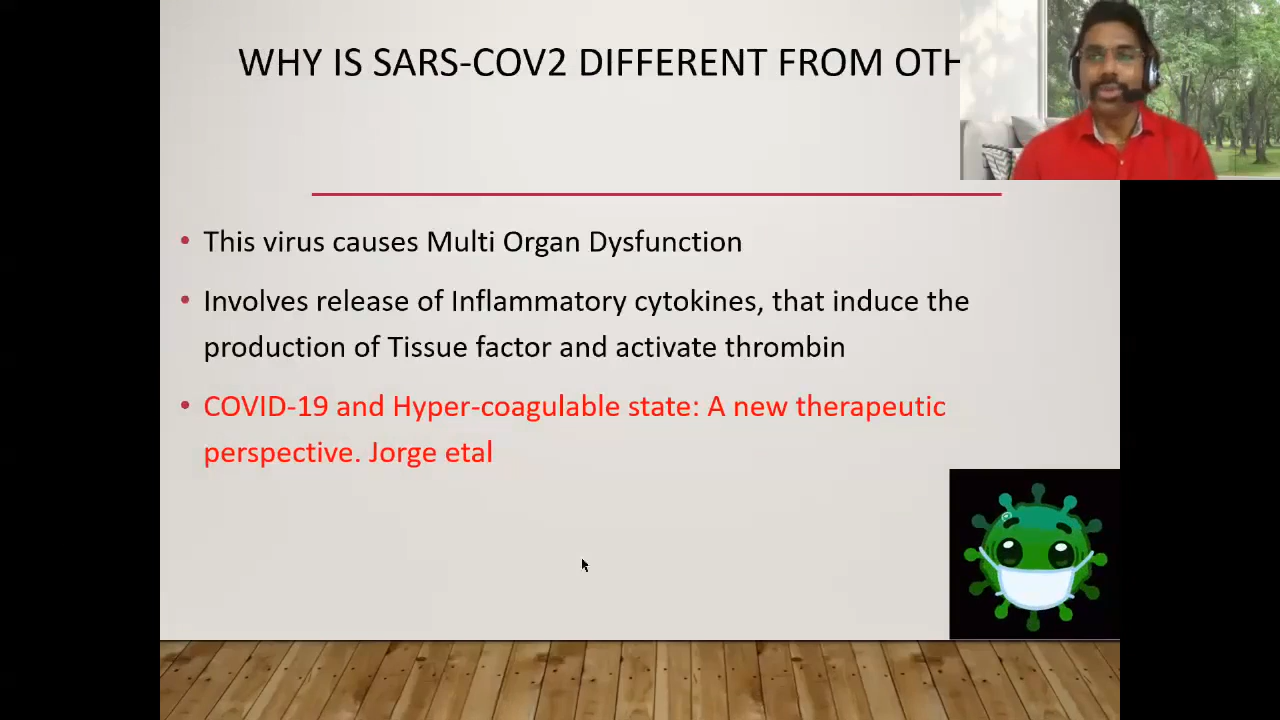 WHY IS SARS-COV2 DIFFERENT FROM OTH
• This virus causes Multi Organ Dysfunction
• Involves release of Inflammatory cytokines, that induce the
production of Tissue factor and activate thrombin
• COVID-19 and Hyper-coagulable state: A new therapeutic
perspective. Jorge etal